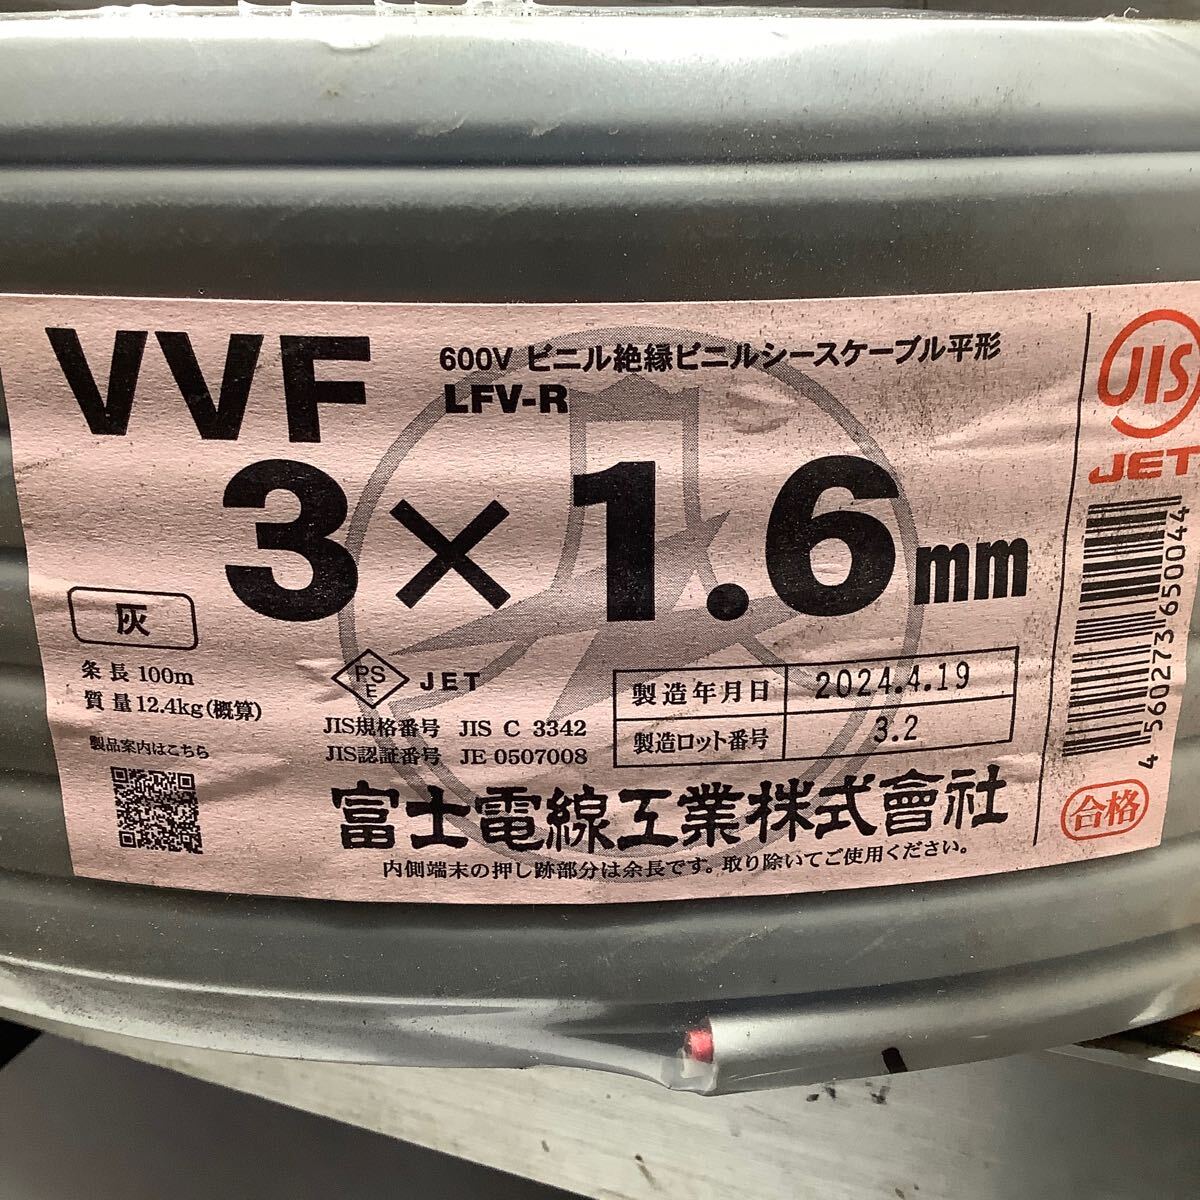 VVF
600V ビニル絶縁ビニルシースケーブル平形
LFV-R
3×1.6mm
灰
条長 100m
質量12.4kg(概算)
製品案内はこちら
PS
E
JET
JIS規格番号 JIS C 3342
JIS認証番号 JE 0507008
製造年月日 2024.4.19
製造ロット番号 3.2
富士電線工業株式會社
内側端末の押し跡部分は余長です。取り除いてご使用ください。
JIS
JET
4 560273 650044
合格